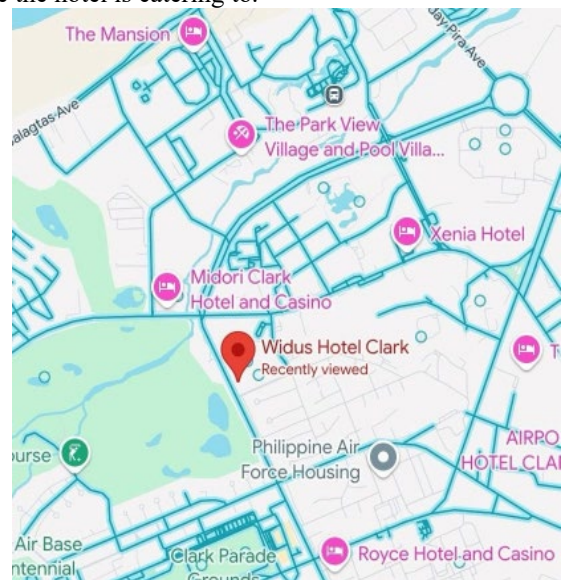 e the hotel is catering to.
The Mansion
alagtas Ave
day-Pira Ave
The Park View
Village and Pool Villa...
Xenia Hotel
Midori Clark
Hotel and Casino
Widus Hotel Clark
Recently viewed
T
AIRPO
HOTEL CLAR
Philippine Air
Force Housing
ourse
Air Base
ntennial
Clark Parade
Grounds
Royce Hotel and Casino